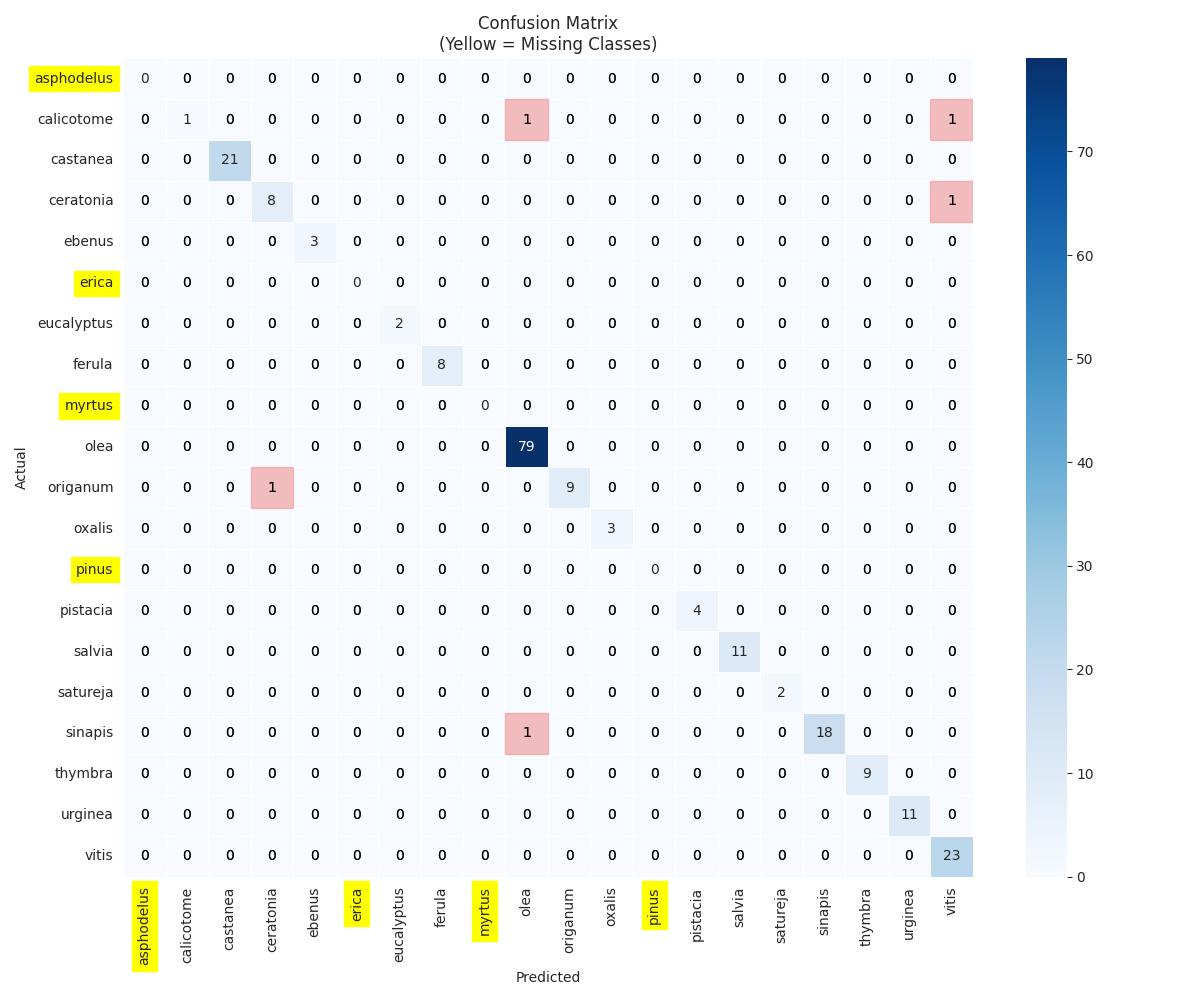 Confusion Matrix
(Yellow = Missing Classes)
asphodelus 0 0 0 0 0 0 0 0 0 0 0 0 0 0 0 0 0 0 0 0
calicotome 0 1 0 0 0 0 0 0 0 1 0 0 0 0 0 0 0 0 0 1
castanea 0 0 21 0 0 0 0 0 0 0 0 0 0 0 0 0 0 0 0 0
ceratonia 0 0 0 8 0 0 0 0 0 0 0 0 0 0 0 0 0 0 0 1
ebenus 0 0 0 0 3 0 0 0 0 0 0 0 0 0 0 0 0 0 0 0
erica 0 0 0 0 0 0 0 0 0 0 0 0 0 0 0 0 0 0 0 0
eucalyptus 0 0 0 0 0 0 2 0 0 0 0 0 0 0 0 0 0 0 0 0
ferula 0 0 0 0 0 0 0 8 0 0 0 0 0 0 0 0 0 0 0 0
myrtus 0 0 0 0 0 0 0 0 0 0 0 0 0 0 0 0 0 0 0 0
olea 0 0 0 0 0 0 0 0 0 79 0 0 0 0 0 0 0 0 0 0
origanum 0 0 0 1 0 0 0 0 0 0 9 0 0 0 0 0 0 0 0 0
oxalis 0 0 0 0 0 0 0 0 0 0 0 3 0 0 0 0 0 0 0 0
pinus 0 0 0 0 0 0 0 0 0 0 0 0 0 0 0 0 0 0 0 0
pistacia 0 0 0 0 0 0 0 0 0 0 0 0 0 4 0 0 0 0 0 0
salvia 0 0 0 0 0 0 0 0 0 0 0 0 0 0 11 0 0 0 0 0
satureja 0 0 0 0 0 0 0 0 0 0 0 0 0 0 0 2 0 0 0 0
sinapis 0 0 0 0 0 0 0 0 0 1 0 0 0 0 0 0 18 0 0 0
thymbra 0 0 0 0 0 0 0 0 0 0 0 0 0 0 0 0 0 9 0 0
urginea 0 0 0 0 0 0 0 0 0 0 0 0 0 0 0 0 0 0 11 0
vitis 0 0 0 0 0 0 0 0 0 0 0 0 0 0 0 0 0 0 0 23
Actual
asphodelus
calicotome
castanea
ceratonia
ebenus
erica
eucalyptus
ferula
myrtus
olea
origanum
oxalis
pinus
pistacia
salvia
satureja
sinapis
thymbra
urginea
vitis
Predicted
70
60
50
40
30
20
10
0